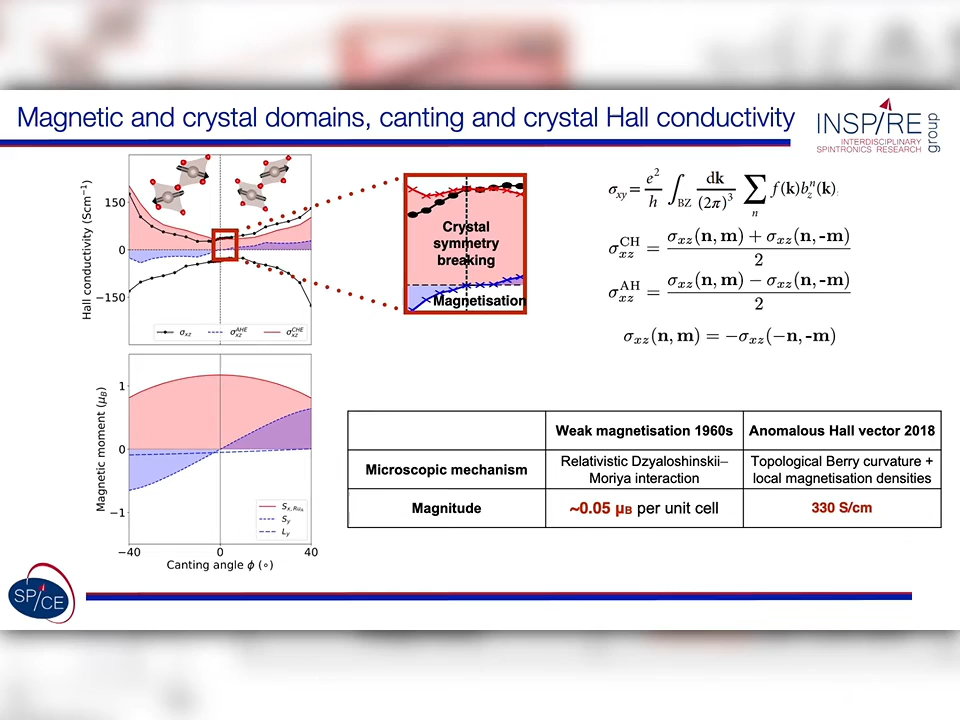 Magnetic and crystal domains, canting and crystal Hall conductivity
INSPIRE group
INTERDISCIPLINARY
SPINTRONICS RESEARCH
Hall conductivity (Scm⁻¹)
150
0
−150
σxz σxz^AHE σxz^CHE
Crystal
symmetry
breaking
Magnetisation
σxy = e²/h ∫BZ dk/(2π)³ ∑n f(k)bzⁿ(k).
σxz^CH = σxz(n, m) + σxz(n, -m) / 2
σxz^AH = σxz(n, m) − σxz(n, -m) / 2
σxz(n, m) = −σxz(−n, -m)
Magnetic moment (μB)
1
0
−1
Sx, RuA
Sy
Ly
−40 0 40
Canting angle ϕ (∘)
Weak magnetisation 1960s Anomalous Hall vector 2018
Microscopic mechanism Relativistic Dzyaloshinskii–
Moriya interaction
Topological Berry curvature +
local magnetisation densities
Magnitude ~0.05 μB per unit cell 330 S/cm
SP/CE